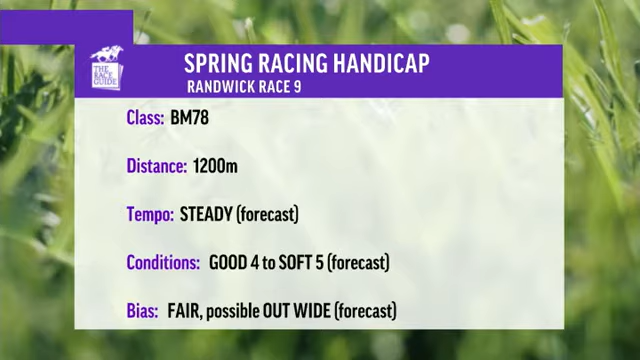 THE
RACE
GUIDE
SPRING RACING HANDICAP
RANDWICK RACE 9
Class: BM78
Distance: 1200m
Tempo: STEADY (forecast)
Conditions: GOOD 4 to SOFT 5 (forecast)
Bias: FAIR, possible OUT WIDE (forecast)